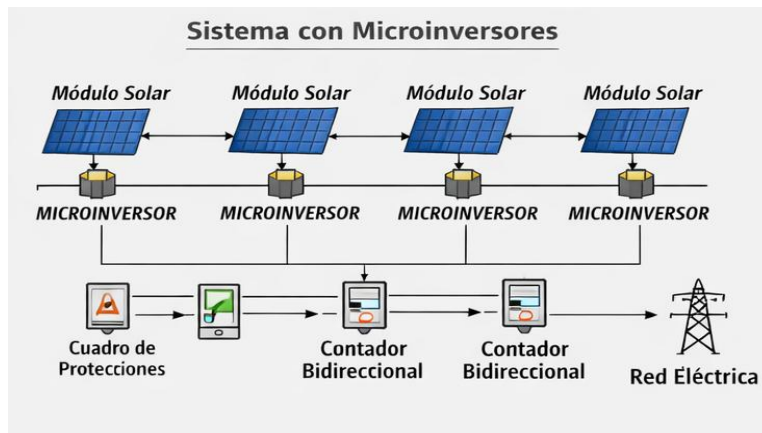 Sistema con Microinversores
Módulo Solar Módulo Solar Módulo Solar Módulo Solar
MICROINVERSOR MICROINVERSOR MICROINVERSOR MICROINVERSOR
Cuadro de
Protecciones
Contador
Bidireccional
Contador
Bidireccional
Red Eléctrica